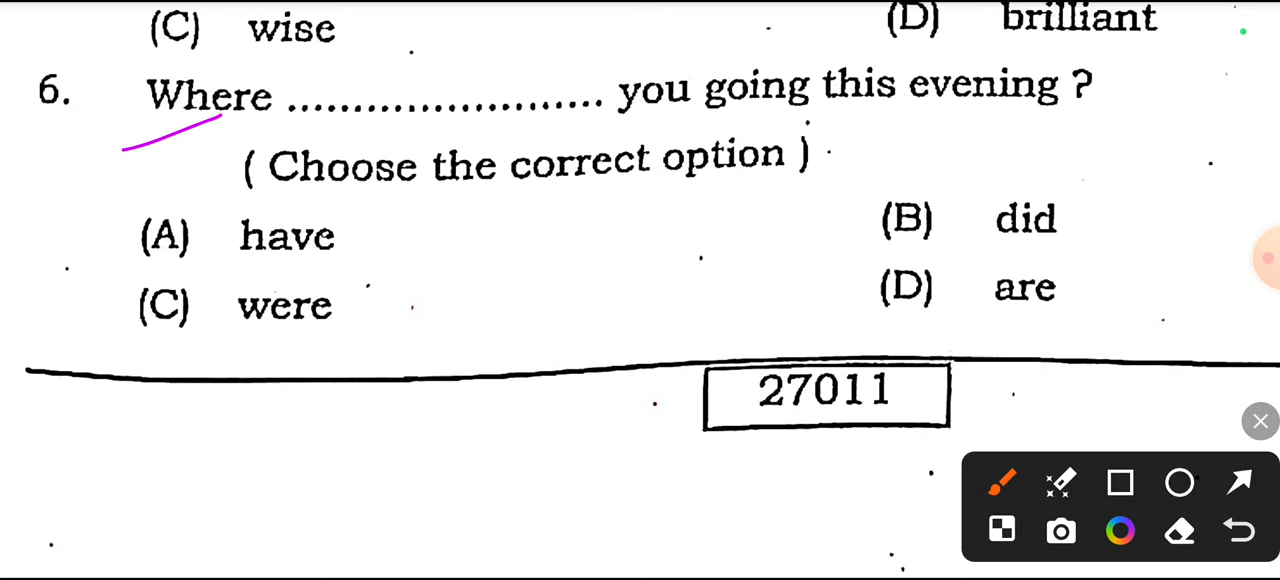 (C) wise (D) brilliant
6. Where ........................ you going this evening ?
( Choose the correct option )
(A) have (B) did
(C) were (D) are
27011